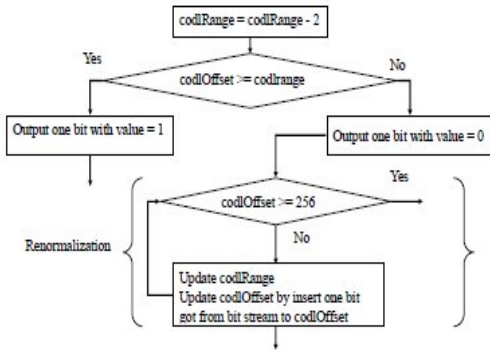 codlRange = codlRange - 2
Yes
No
codlOffset >= codlrange
Output one bit with value = 1
Output one bit with value = 0
Yes
codlOffset >= 256
Renormalization
No
Update codlRange
Update codlOffset by insert one bit
got from bit stream to codlOffset